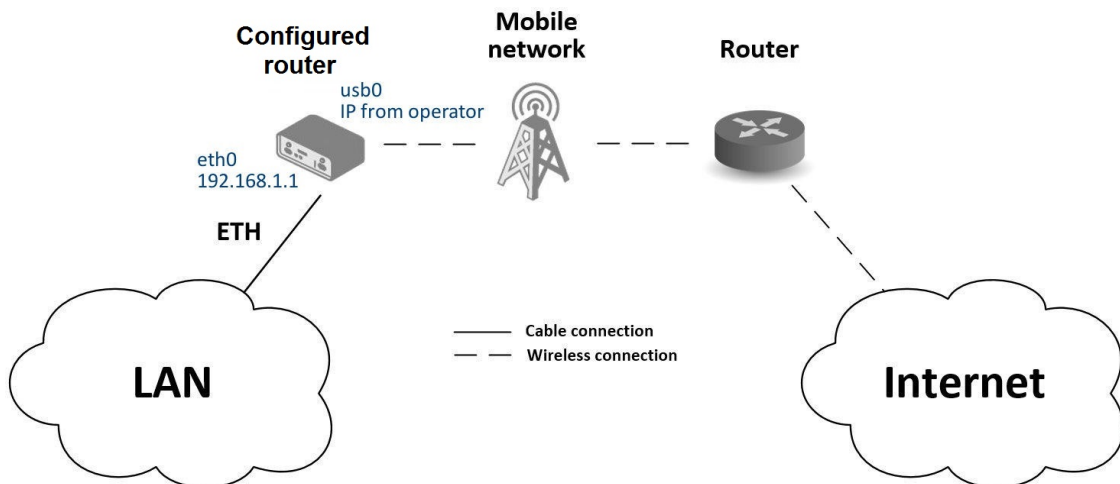 Configured
router
Mobile
network
Router
usb0
IP from operator
eth0
192.168.1.1
ETH
LAN
Cable connection
Wireless connection
Internet